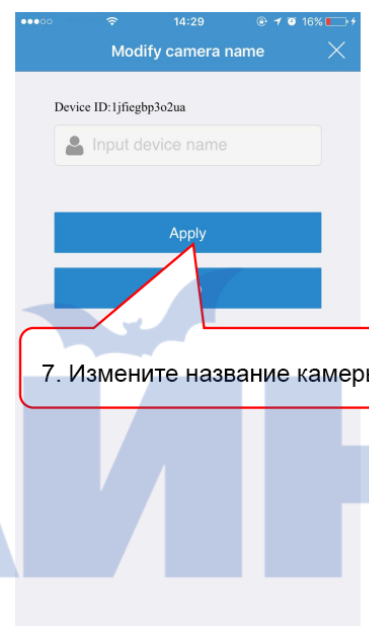 14:29
16%
Modify camera name
Device ID:1jfiegbp3o2ua
Input device name
Apply
7. Измените название камеры